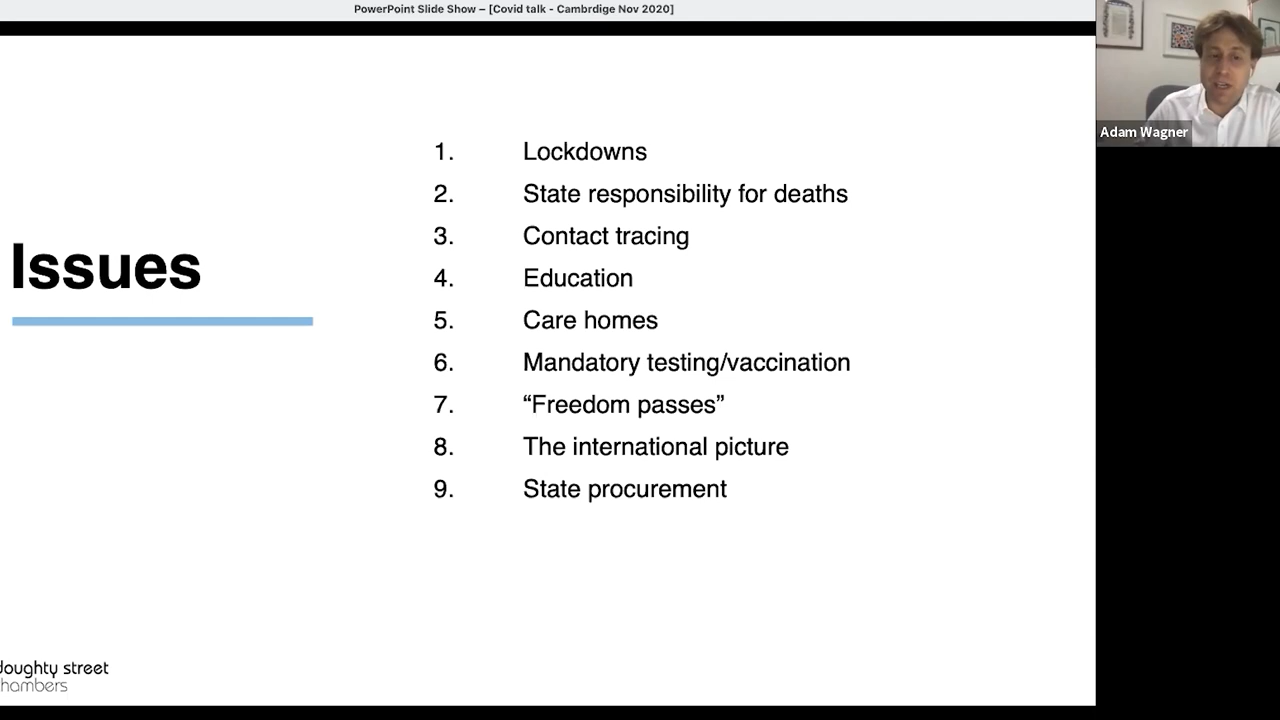 PowerPoint Slide Show – [Covid talk - Cambrdige Nov 2020]
Adam Wagner
Issues
1. Lockdowns
2. State responsibility for deaths
3. Contact tracing
4. Education
5. Care homes
6. Mandatory testing/vaccination
7. “Freedom passes”
8. The international picture
9. State procurement
doughty street
hambers